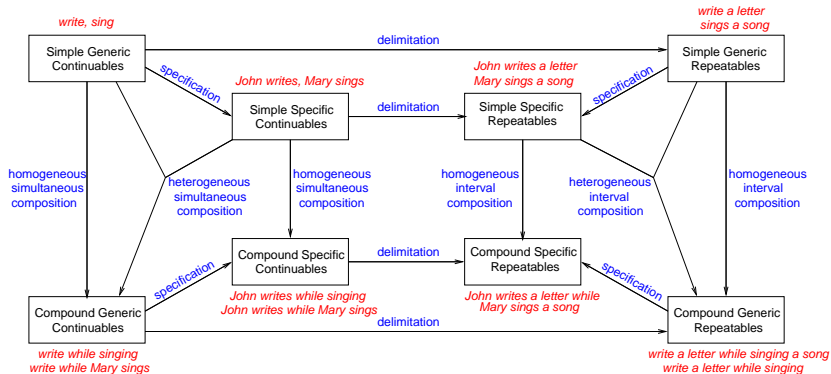 write, sing
write a letter
sings a song
Simple Generic
Continuables
delimitation
Simple Generic
Repeatables
specification
John writes, Mary sings
John writes a letter
Mary sings a song
specification
Simple Specific
Continuables
delimitation
Simple Specific
Repeatables
homogeneous
simultaneous
composition
heterogeneous
simultaneous
composition
homogeneous
simultaneous
composition
homogeneous
interval
composition
heterogeneous
interval
composition
homogeneous
interval
composition
Compound Specific
Continuables
delimitation
Compound Specific
Repeatables
specification
John writes while singing
John writes while Mary sings
John writes a letter while
Mary sings a song
specification
Compound Generic
Continuables
delimitation
Compound Generic
Repeatables
write while singing
write while Mary sings
write a letter while singing a song
write a letter while singing